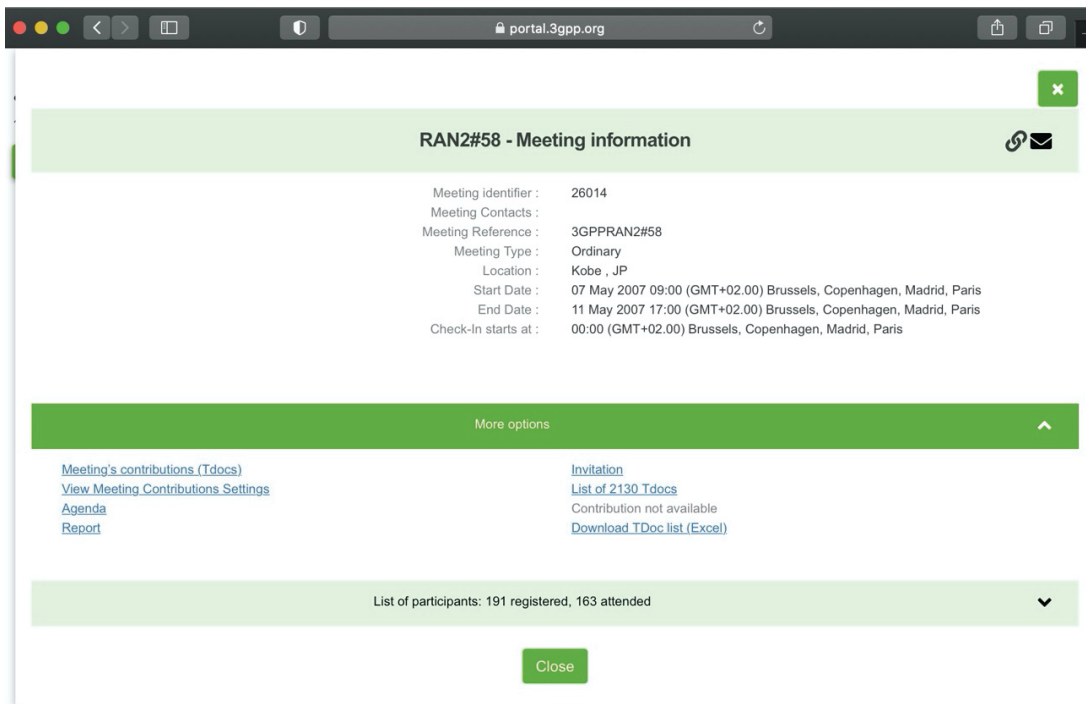 portal.3gpp.org
RAN2#58 - Meeting information
Meeting identifier : 26014
Meeting Contacts :
Meeting Reference : 3GPPRAN2#58
Meeting Type : Ordinary
Location : Kobe , JP
Start Date : 07 May 2007 09:00 (GMT+02.00) Brussels, Copenhagen, Madrid, Paris
End Date : 11 May 2007 17:00 (GMT+02.00) Brussels, Copenhagen, Madrid, Paris
Check-In starts at : 00:00 (GMT+02.00) Brussels, Copenhagen, Madrid, Paris
More options
Meeting's contributions (Tdocs) Invitation
View Meeting Contributions Settings List of 2130 Tdocs
Agenda Contribution not available
Report Download TDoc list (Excel)
List of participants: 191 registered, 163 attended
Close